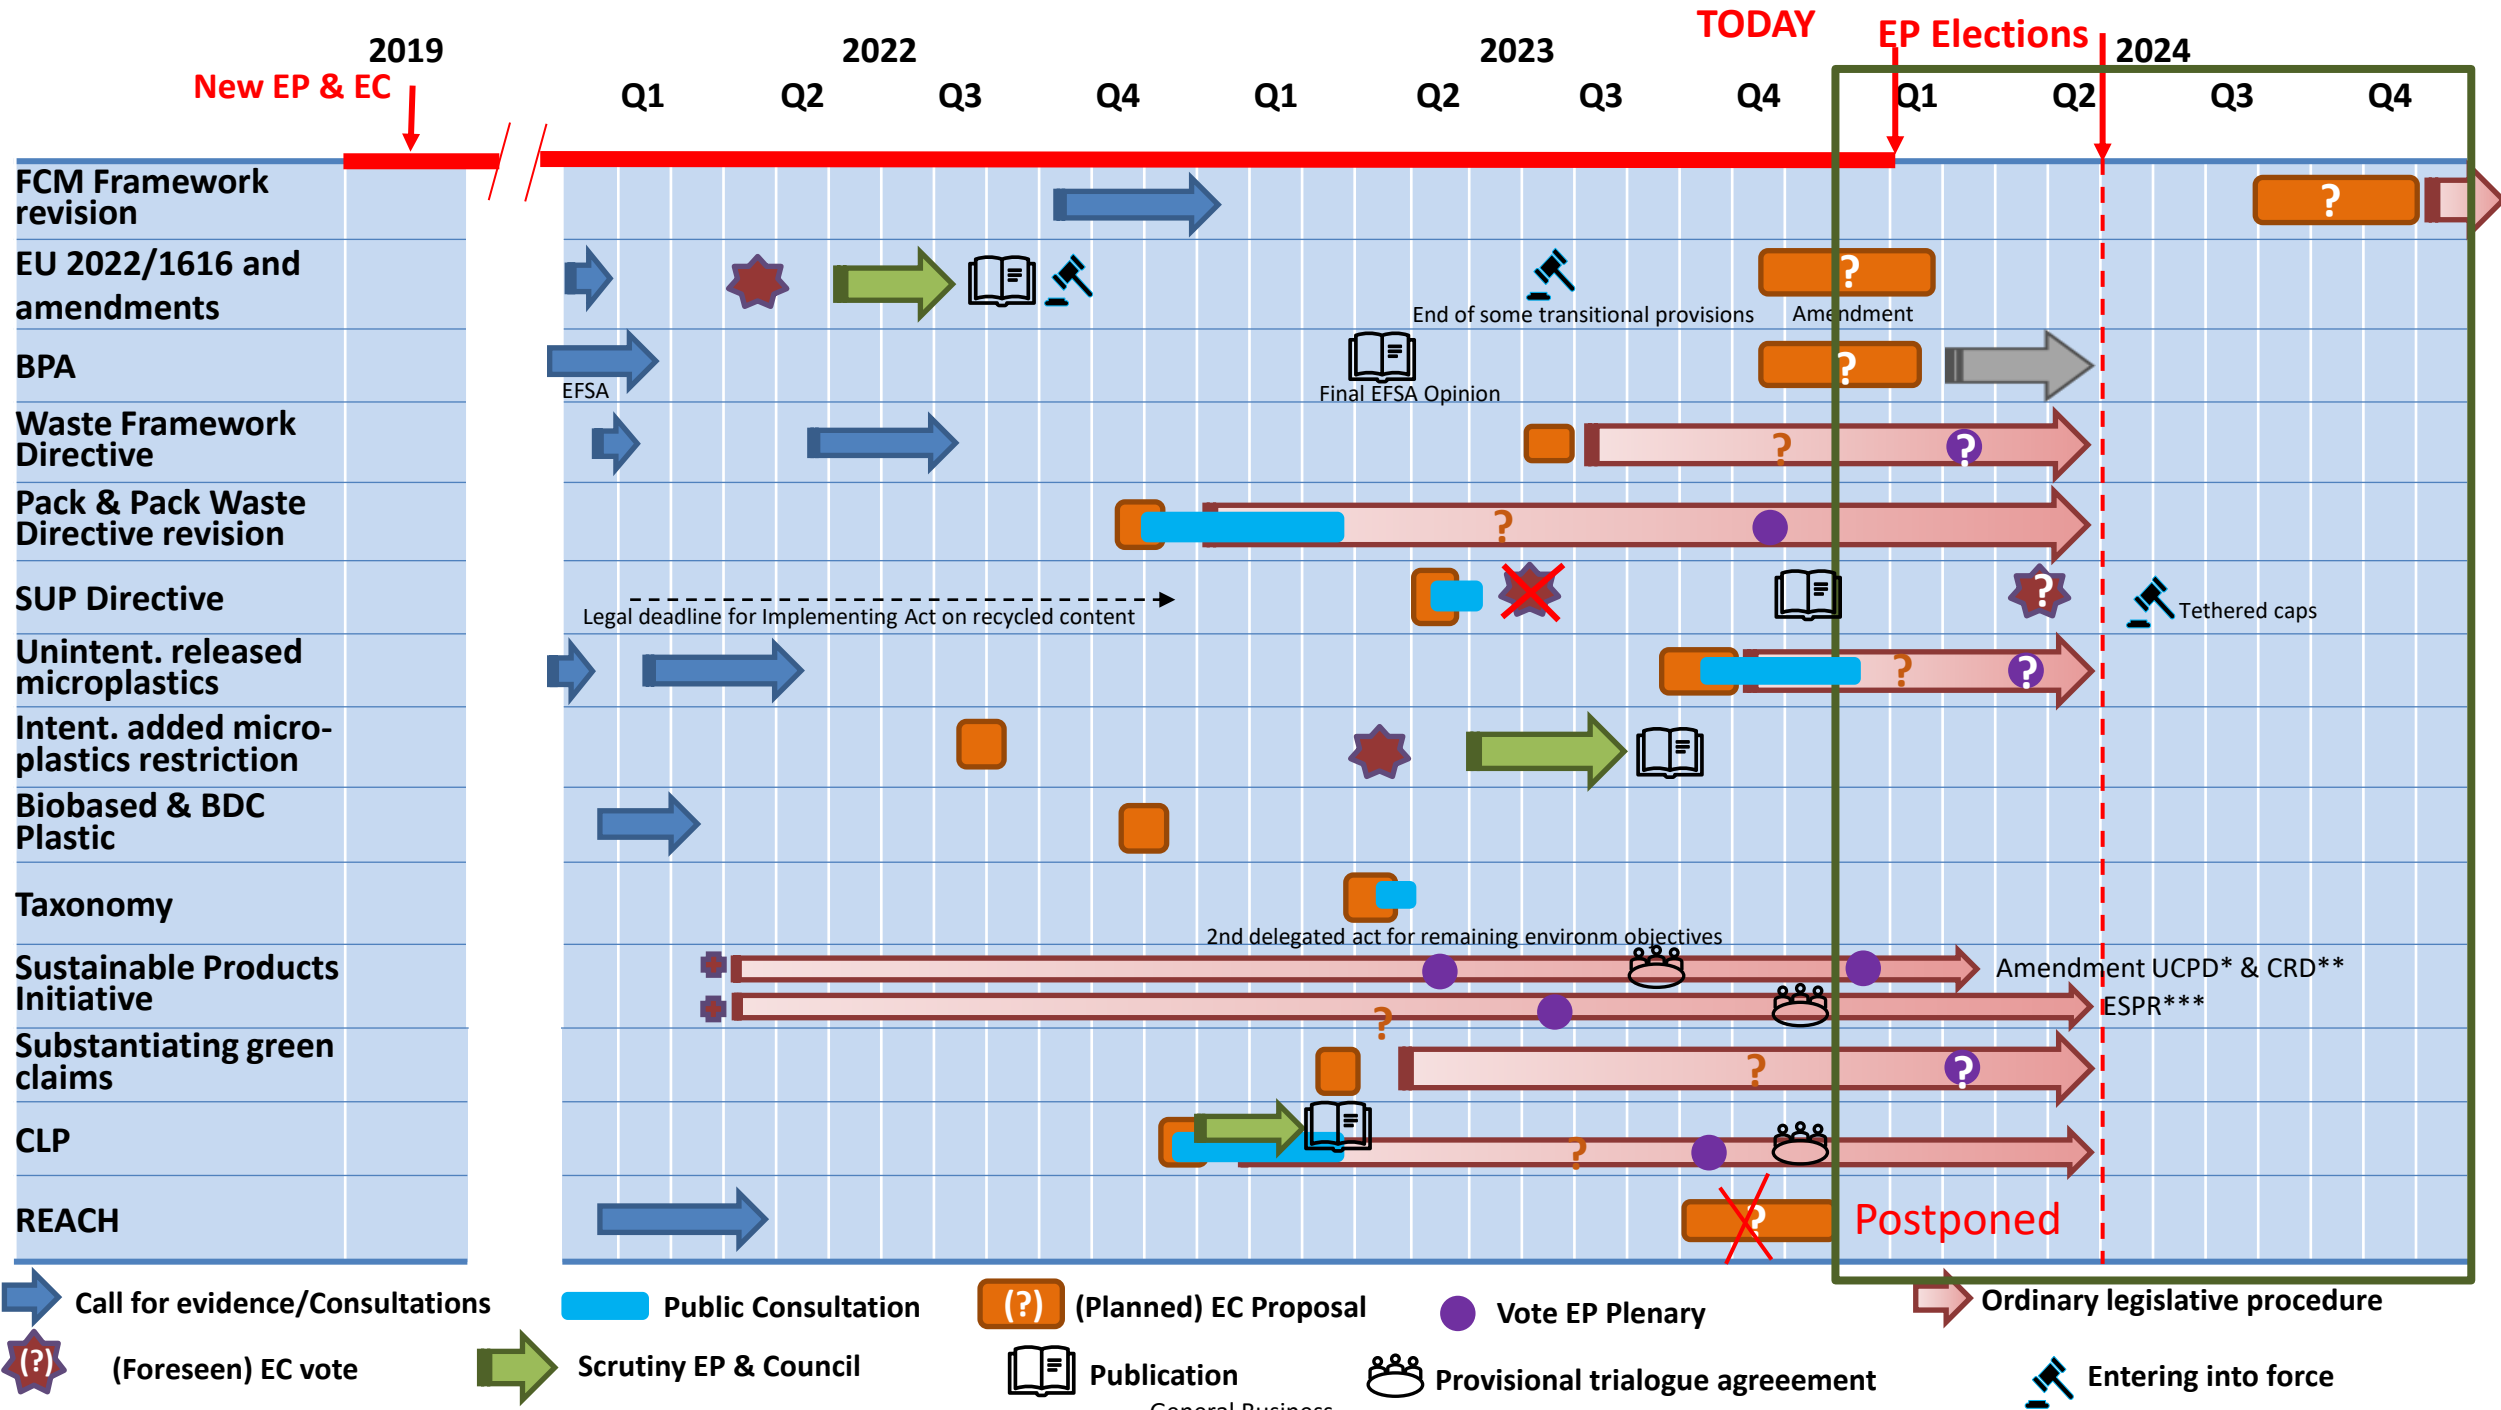 TODAY
EP Elections
2019
2022
2023
2024
New EP & EC
Q1
Q2
Q3
Q4
Q1
Q2
Q3
Q4
Q1
Q2
Q3
Q4
FCM Framework
revision
?
EU 2022/1616 and
amendments
?
End of some transitional provisions
Amendment
BPA
EFSA
Final EFSA Opinion
?
Waste Framework
Directive
?
?
Pack & Pack Waste
Directive revision
?
SUP Directive
Legal deadline for Implementing Act on recycled content
?
Tethered caps
Unintent. released
microplastics
?
?
Intent. added micro-
plastics restriction
Biobased & BDC
Plastic
Taxonomy
2nd delegated act for remaining environm objectives
Sustainable Products
Initiative
Amendment UCPD* & CRD**
ESPR***
?
Substantiating green
claims
?
?
CLP
?
REACH
?
Postponed
Call for evidence/Consultations
Public Consultation
(?)
(Planned) EC Proposal
Vote EP Plenary
Ordinary legislative procedure
(?)
(Foreseen) EC vote
Scrutiny EP & Council
Publication
Provisional trialogue agreeement
Entering into force
General Business